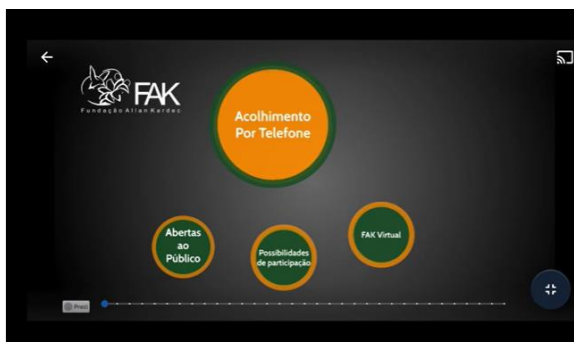 FAK
Fundação Allan Kardec
Acolhimento
Por Telefone
Abertas
ao
Público
Possibilidades
de participação
FAK Virtual
Prezi